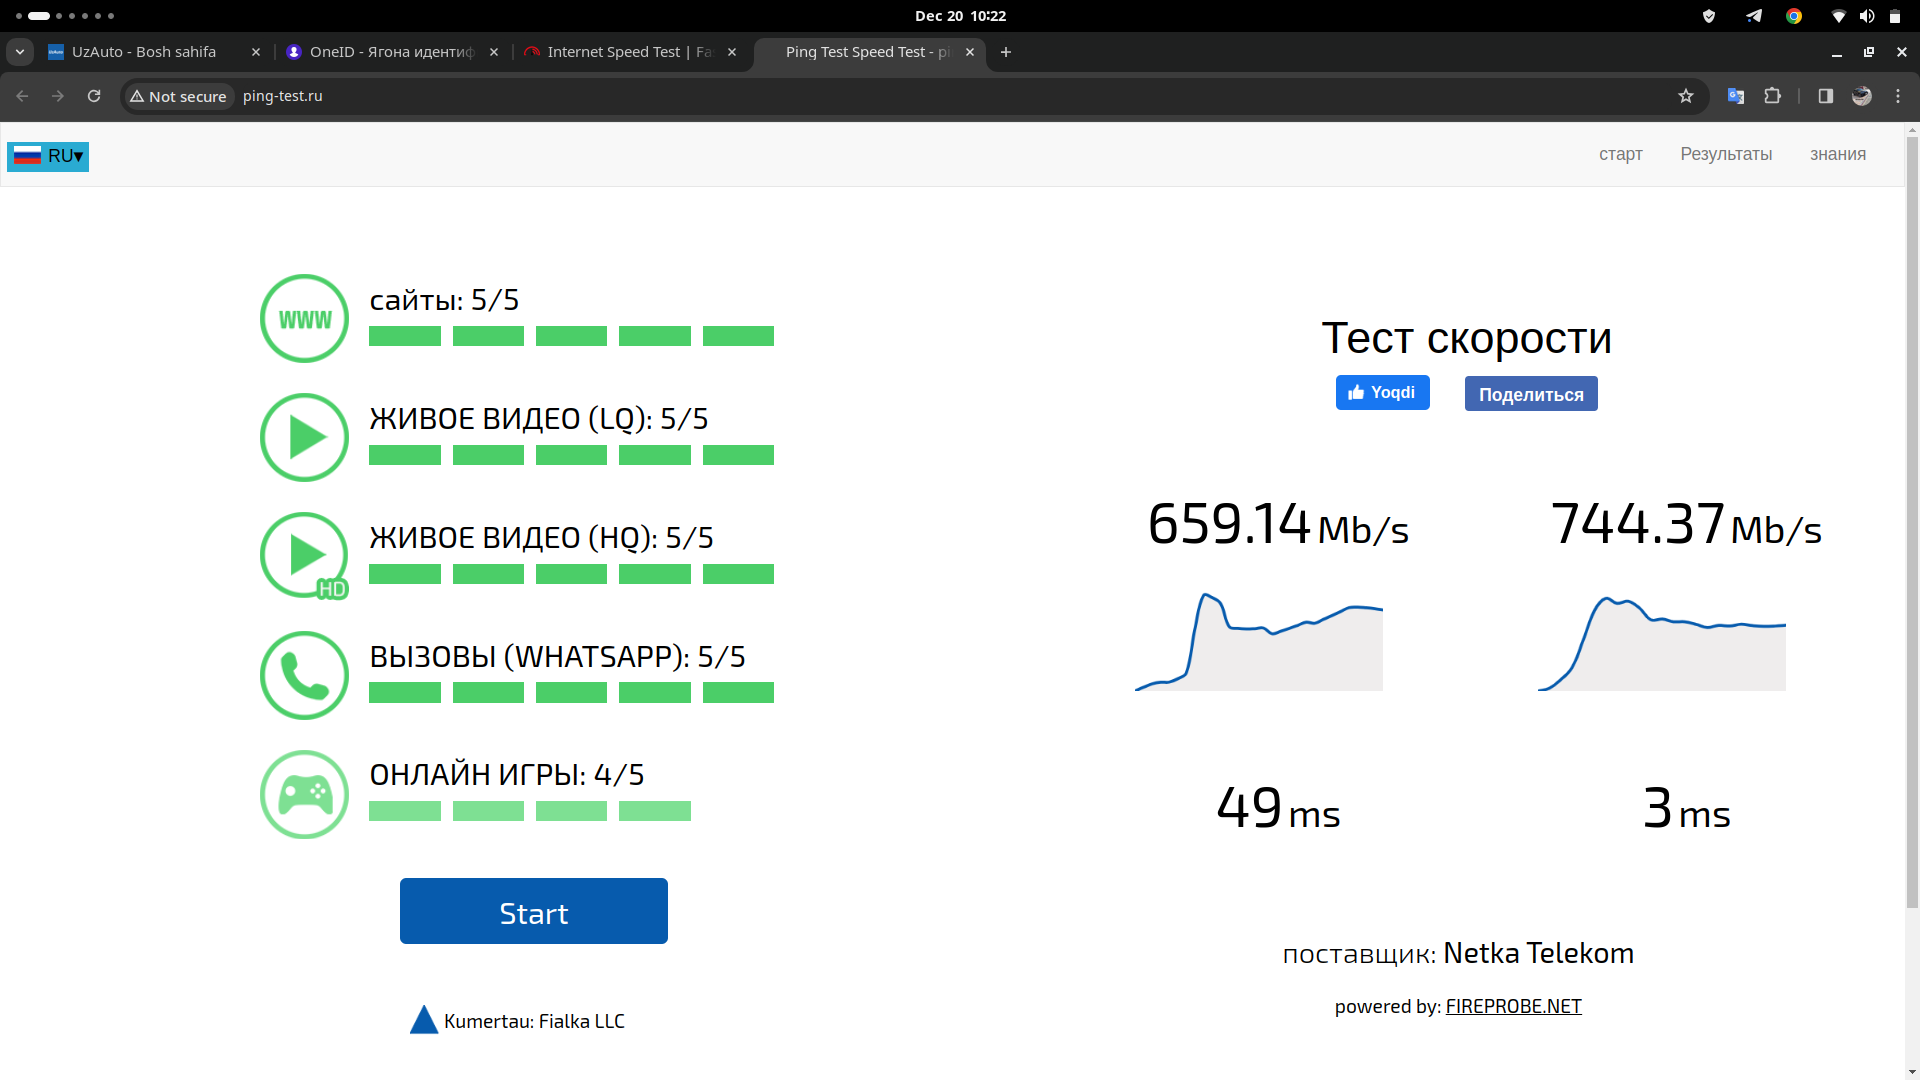 Dec 20 10:22
UzAuto - Bosh sahifa
OneID - Ягона идентиф
Internet Speed Test | Fa
Ping Test Speed Test - pi
Not secure
ping-test.ru
RU▾
старт
Результаты
знания
WWW
сайты: 5/5
ЖИВОЕ ВИДЕО (LQ): 5/5
HD
ЖИВОЕ ВИДЕО (HQ): 5/5
ВЫЗОВЫ (WHATSAPP): 5/5
ОНЛАЙН ИГРЫ: 4/5
Start
Kumertau: Fialka LLC
Тест скорости
Yoqdi
Поделиться
659.14 Mb/s
744.37 Mb/s
49 ms
3 ms
поставщик: Netka Telekom
powered by: FIREPROBE.NET